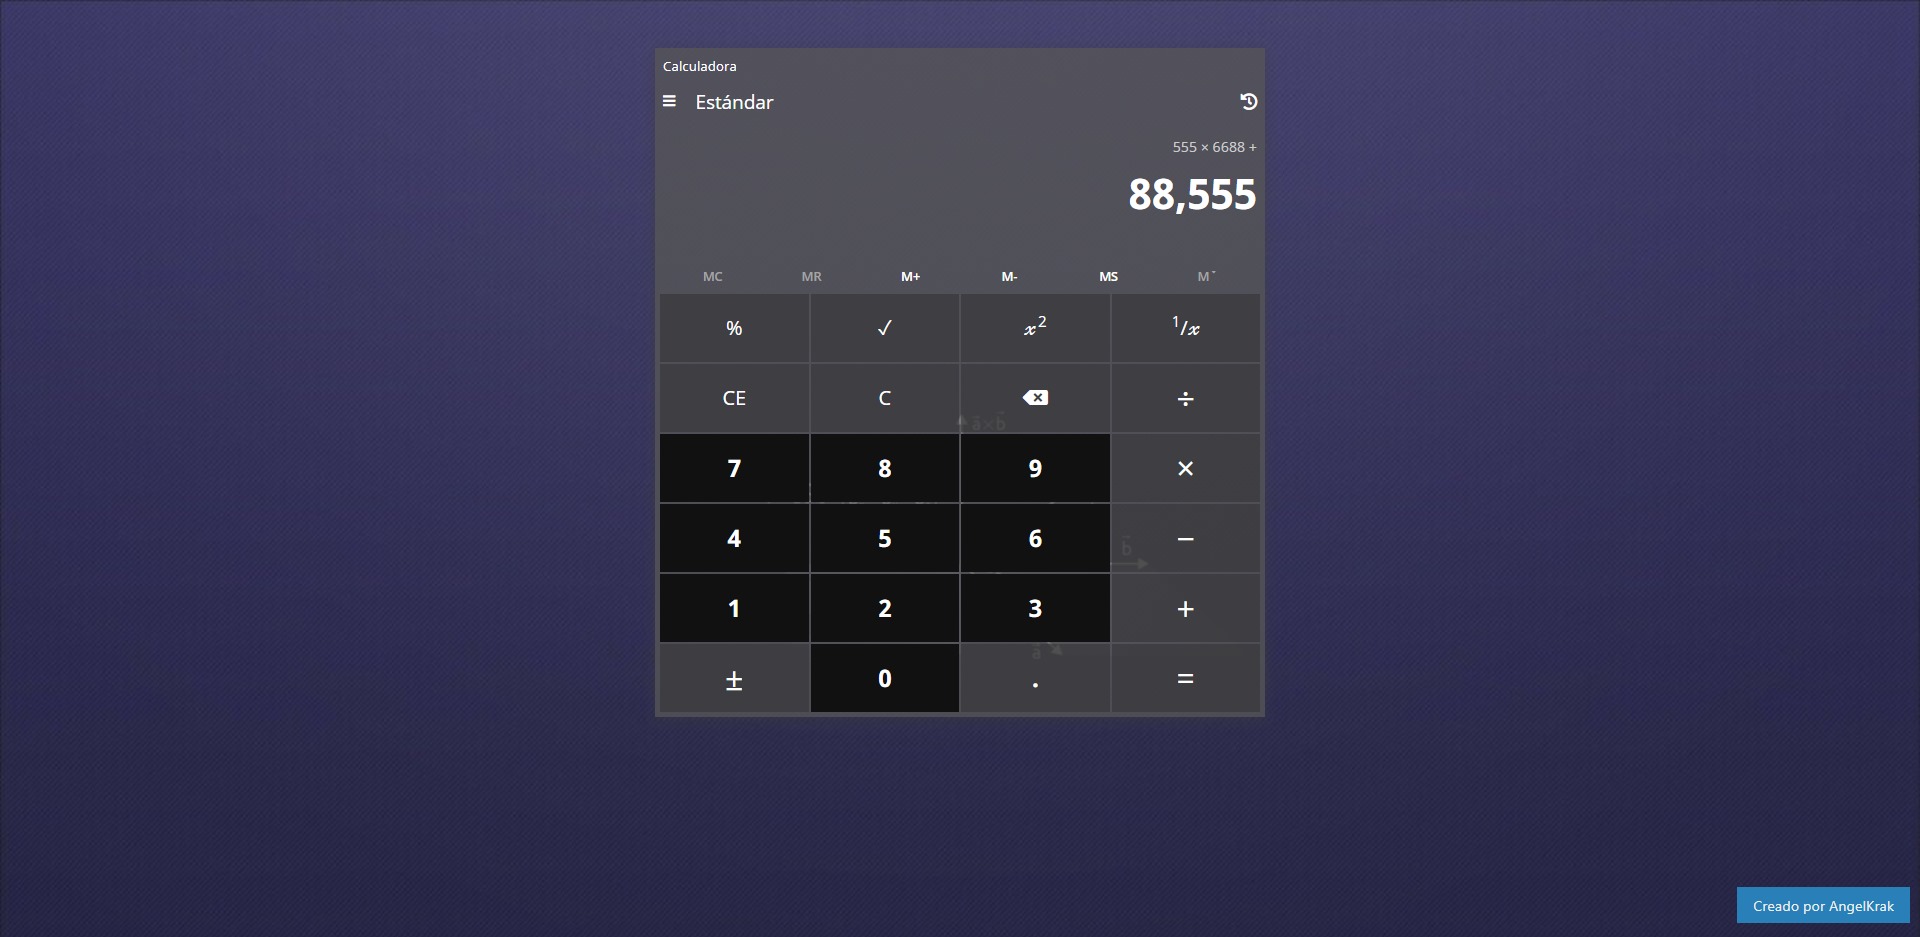 Calculadora
Estándar
555 × 6688 +
88,555
MC MR M+ M- MS M˅
% √ x² ¹/x
CE C ÷
7 8 9 ×
4 5 6 −
1 2 3 +
± 0 . =
a×b
b
a
Creado por AngelKrak